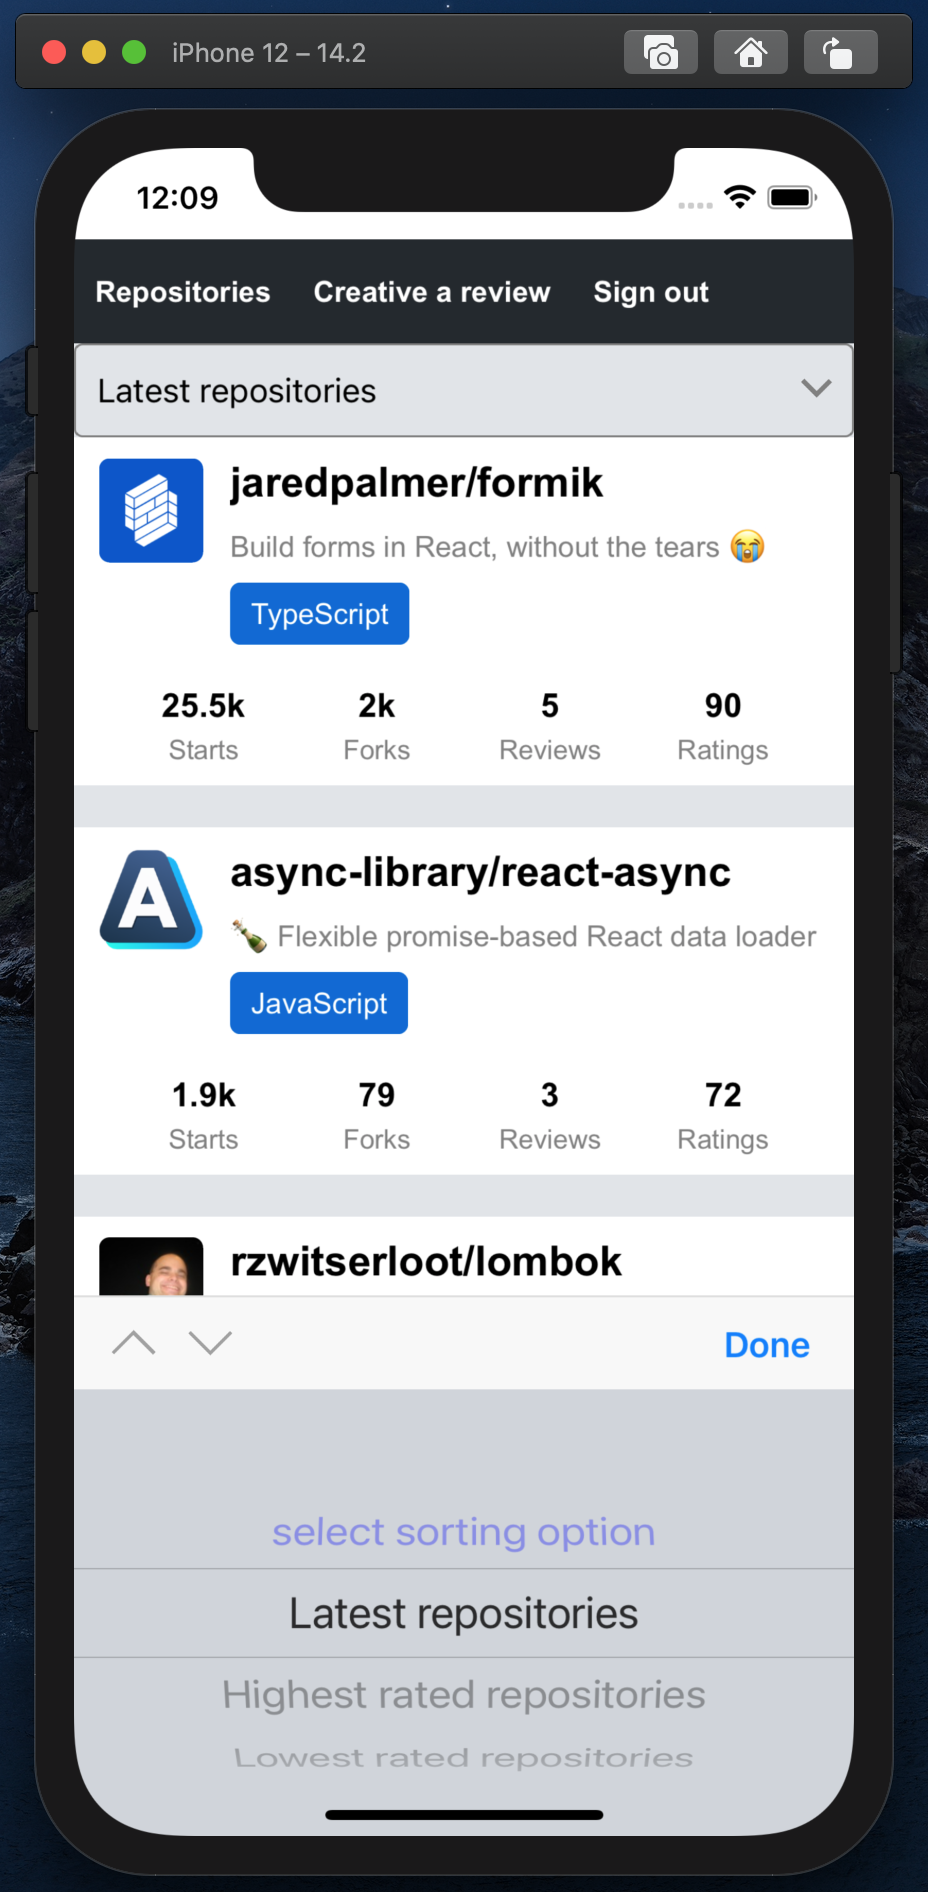 iPhone 12 – 14.2
12:09
Repositories Creative a review Sign out
Latest repositories
jaredpalmer/formik
Build forms in React, without the tears 😭
TypeScript
25.5k 2k 5 90
Starts Forks Reviews Ratings
A
async-library/react-async
🍾 Flexible promise-based React data loader
JavaScript
1.9k 79 3 72
Starts Forks Reviews Ratings
rzwitserloot/lombok
Done
select sorting option
Latest repositories
Highest rated repositories
Lowest rated repositories